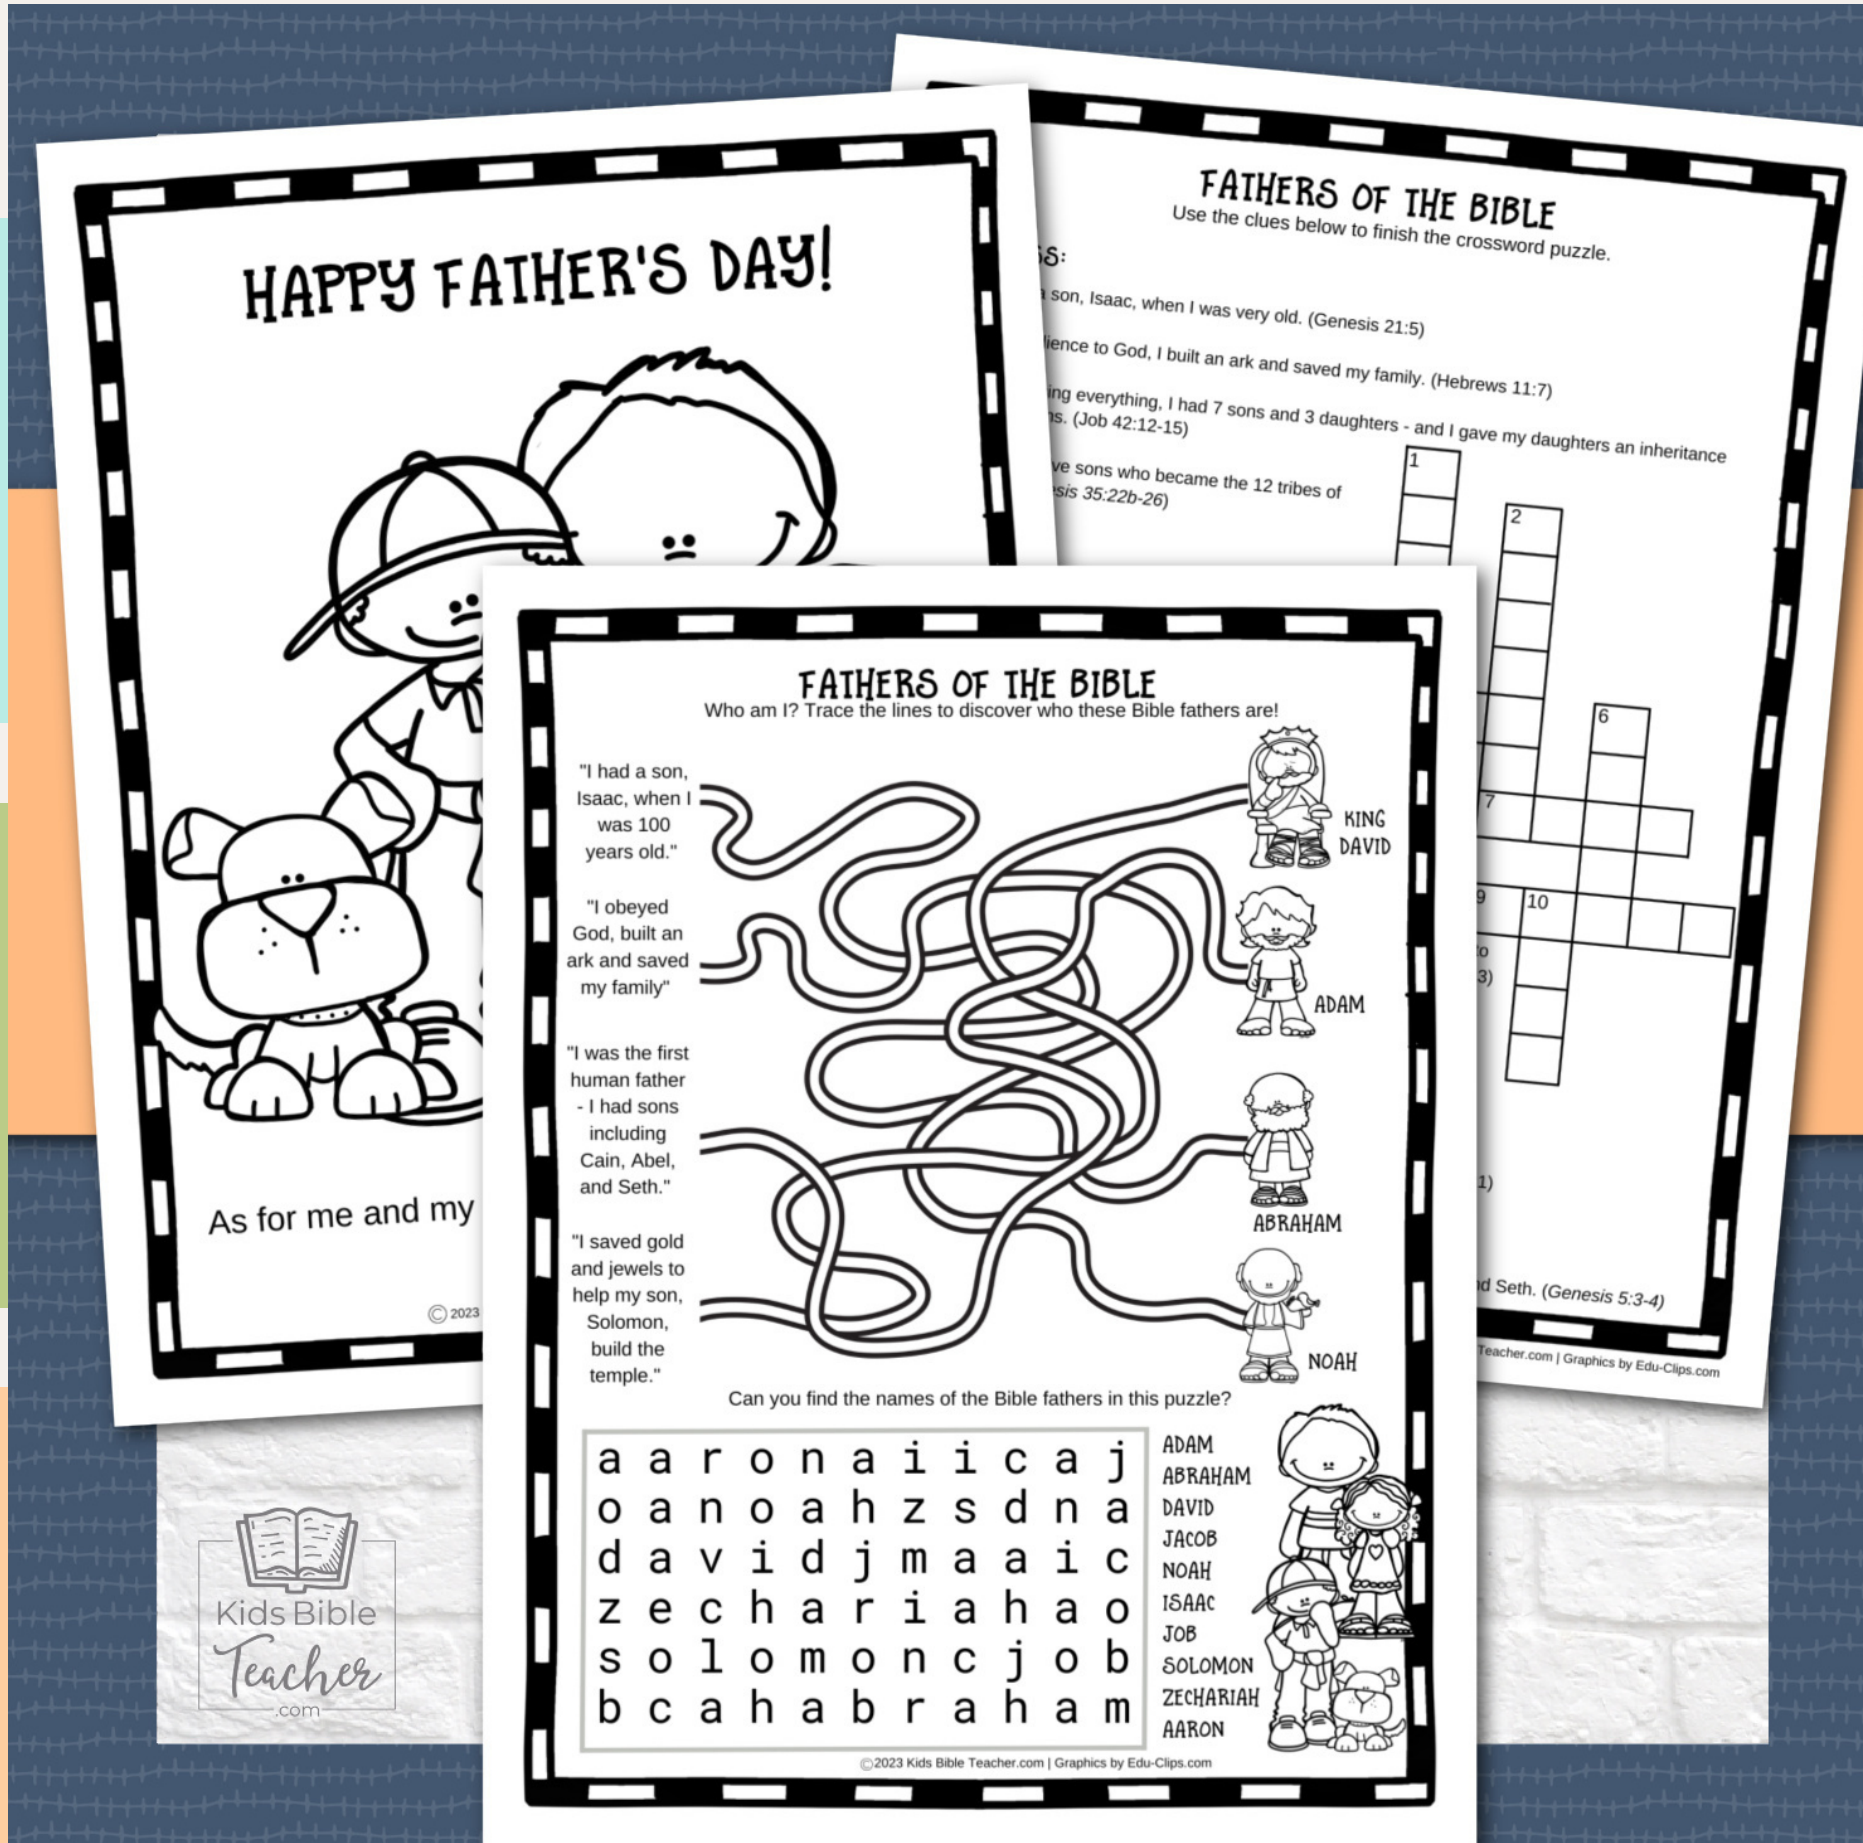 HAPPY FATHER'S DAY!
As for me and my
© 2023
FATHERS OF THE BIBLE
Use the clues below to finish the crossword puzzle.
SS:
a son, Isaac, when I was very old. (Genesis 21:5)
dience to God, I built an ark and saved my family. (Hebrews 11:7)
ing everything, I had 7 sons and 3 daughters - and I gave my daughters an inheritance
ns. (Job 42:12-15)
ve sons who became the 12 tribes of
esis 35:22b-26)
1
2
6
7
9
10
to
3)
1)
nd Seth. (Genesis 5:3-4)
Teacher.com | Graphics by Edu-Clips.com
FATHERS OF THE BIBLE
Who am I? Trace the lines to discover who these Bible fathers are!
"I had a son,
Isaac, when I
was 100
years old."
"I obeyed
God, built an
ark and saved
my family"
"I was the first
human father
- I had sons
including
Cain, Abel,
and Seth."
"I saved gold
and jewels to
help my son,
Solomon,
build the
temple."
KING
DAVID
ADAM
ABRAHAM
NOAH
Can you find the names of the Bible fathers in this puzzle?
a a r o n a i i c a j
o a n o a h z s d n a
d a v i d j m a a i c
z e c h a r i a h a o
s o l o m o n c j o b
b c a h a b r a h a m
ADAM
ABRAHAM
DAVID
JACOB
NOAH
ISAAC
JOB
SOLOMON
ZECHARIAH
AARON
©2023 Kids Bible Teacher.com | Graphics by Edu-Clips.com
Kids Bible
Teacher
.com